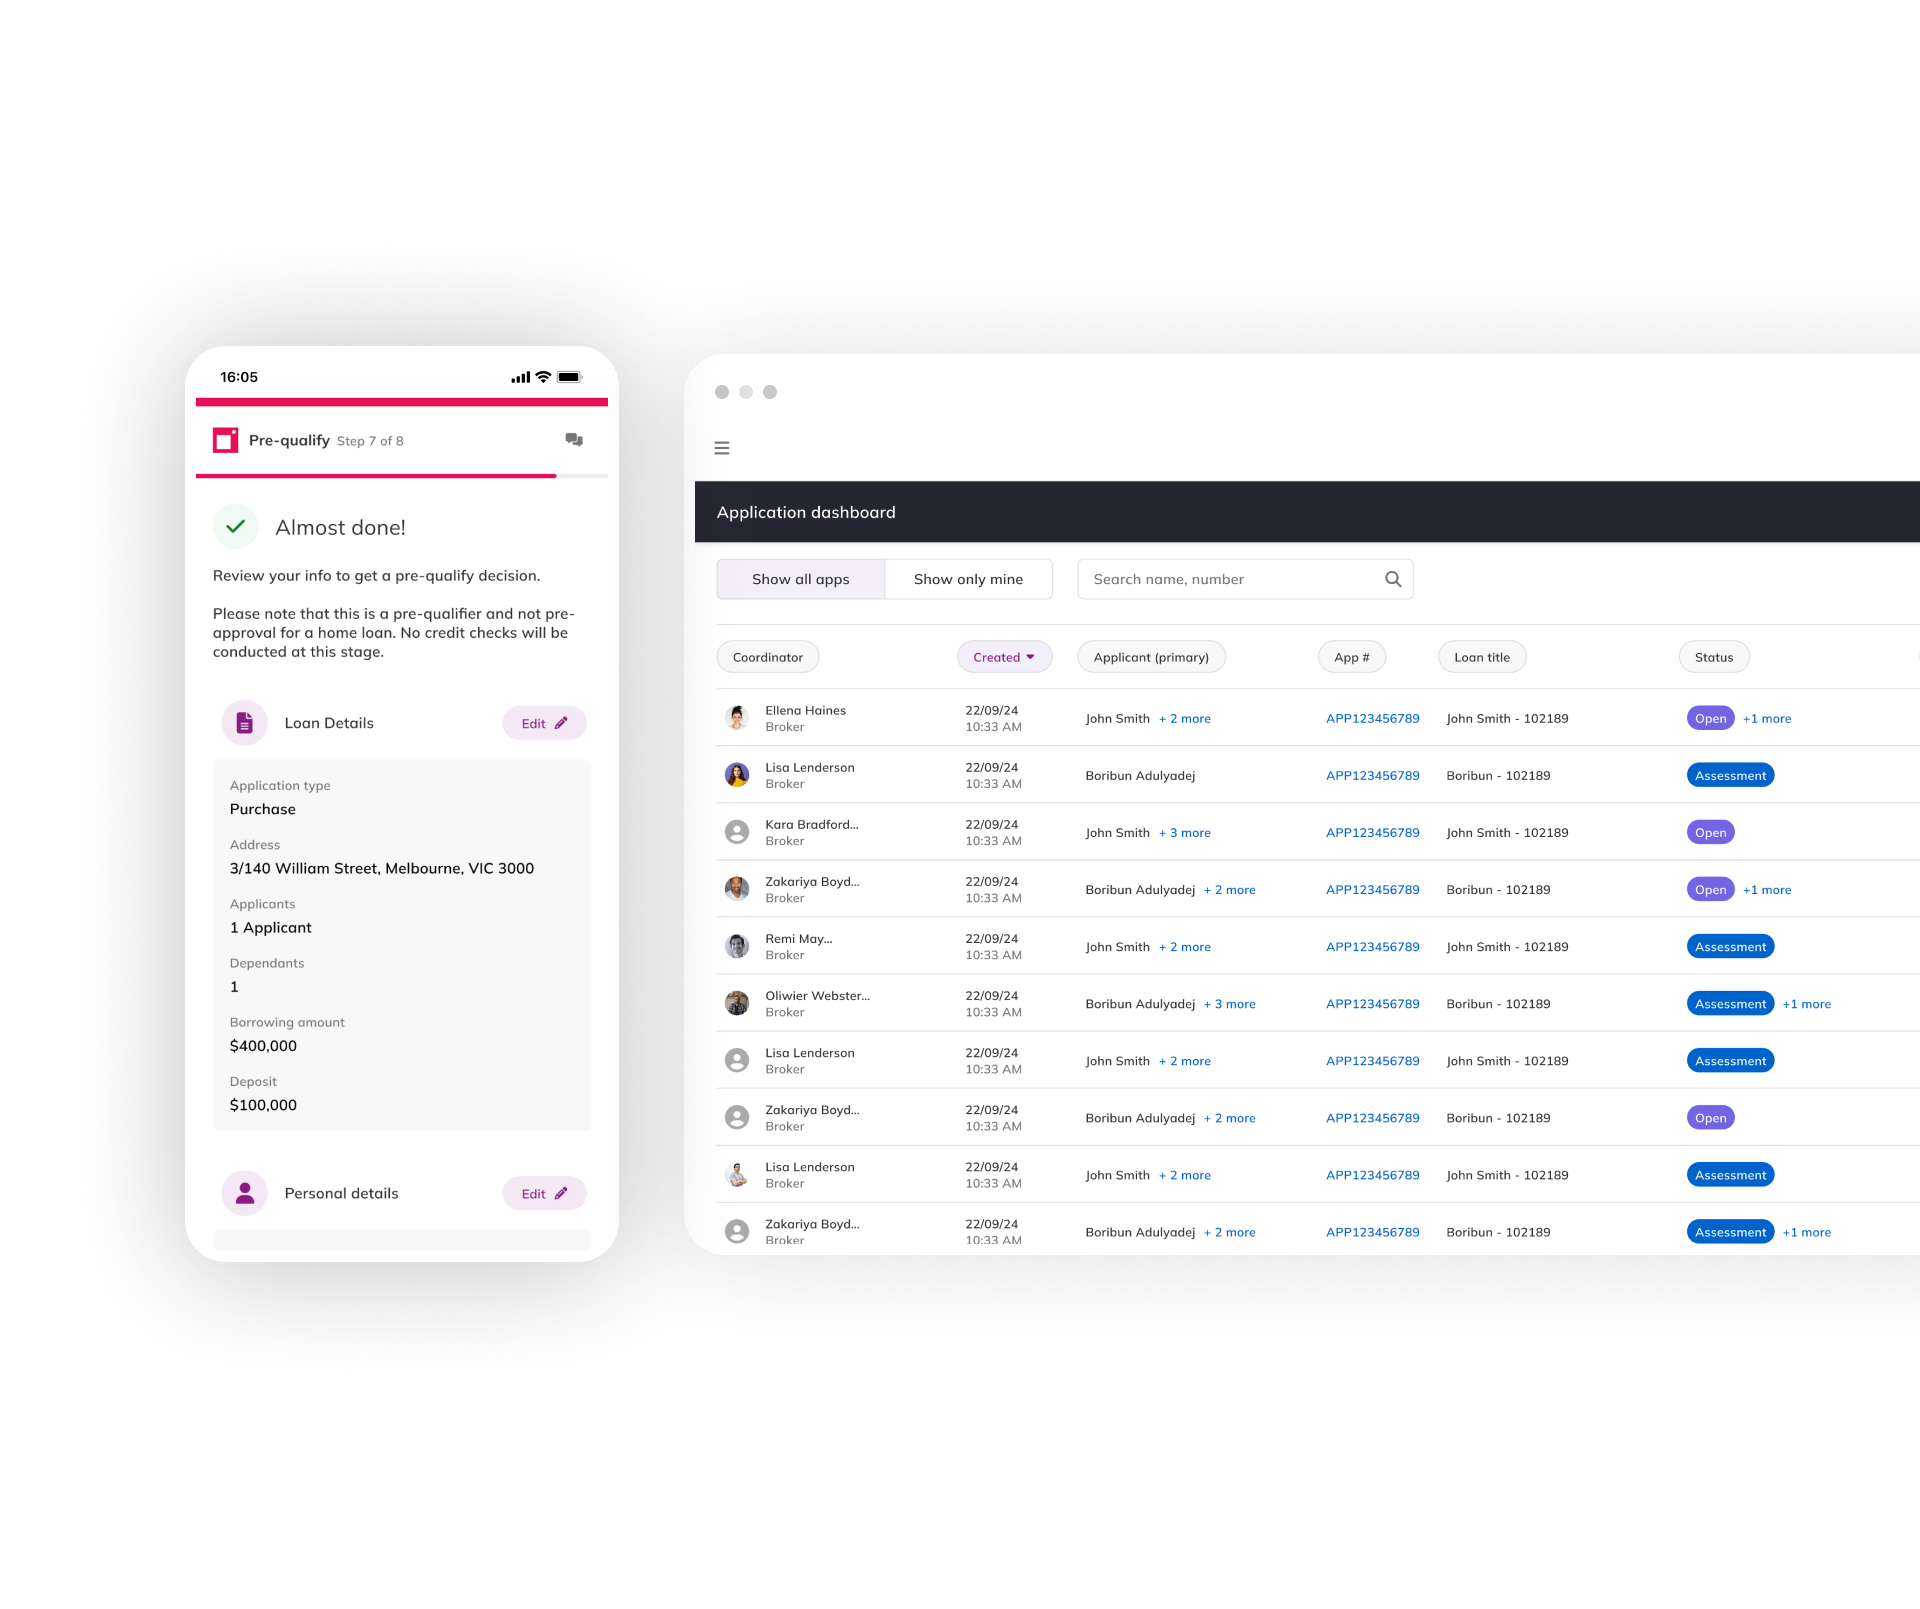 16:05
Pre-qualify Step 7 of 8
Almost done!
Review your info to get a pre-qualify decision.
Please note that this is a pre-qualifier and not pre-
approval for a home loan. No credit checks will be
conducted at this stage.
Loan Details
Edit
Application type
Purchase
Address
3/140 William Street, Melbourne, VIC 3000
Applicants
1 Applicant
Dependants
1
Borrowing amount
$400,000
Deposit
$100,000
Personal details
Edit
Application dashboard
Show all apps
Show only mine
Search name, number
Coordinator Created Applicant (primary) App # Loan title Status
Ellena Haines 22/09/24
Broker 10:33 AM
John Smith + 2 more APP123456789 John Smith - 102189 Open +1 more
Lisa Lenderson 22/09/24
Broker 10:33 AM
Boribun Adulyadej APP123456789 Boribun - 102189 Assessment
Kara Bradford... 22/09/24
Broker 10:33 AM
John Smith + 3 more APP123456789 John Smith - 102189 Open
Zakariya Boyd... 22/09/24
Broker 10:33 AM
Boribun Adulyadej + 2 more APP123456789 Boribun - 102189 Open +1 more
Remi May... 22/09/24
Broker 10:33 AM
John Smith + 2 more APP123456789 John Smith - 102189 Assessment
Oliwier Webster... 22/09/24
Broker 10:33 AM
Boribun Adulyadej + 3 more APP123456789 Boribun - 102189 Assessment +1 more
Lisa Lenderson 22/09/24
Broker 10:33 AM
John Smith + 2 more APP123456789 John Smith - 102189 Assessment
Zakariya Boyd... 22/09/24
Broker 10:33 AM
Boribun Adulyadej + 2 more APP123456789 Boribun - 102189 Open
Lisa Lenderson 22/09/24
Broker 10:33 AM
John Smith + 2 more APP123456789 John Smith - 102189 Assessment
Zakariya Boyd... 22/09/24
Broker 10:33 AM
Boribun Adulyadej + 2 more APP123456789 Boribun - 102189 Assessment +1 more